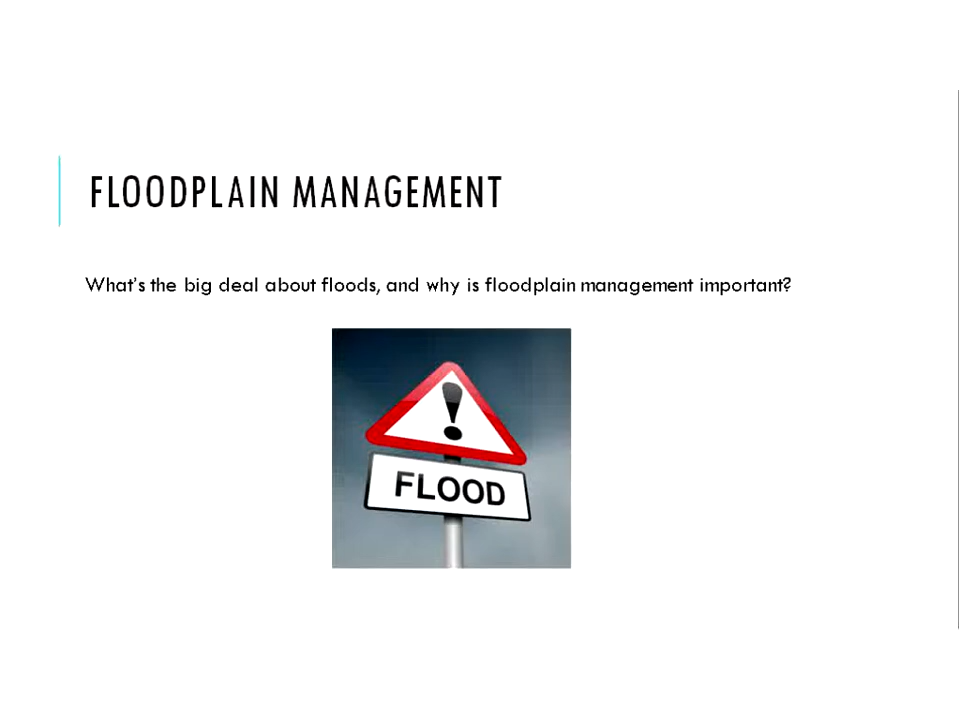 FLOODPLAIN MANAGEMENT
What's the big deal about floods, and why is floodplain management important?
!
FLOOD